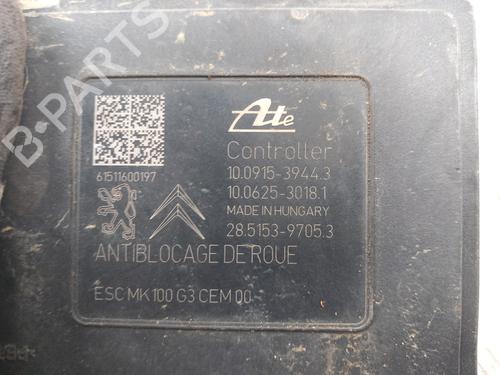 B-PARTS
Ate
61511600197
Controller
10.0915-3944.3
10.0625-3018.1
MADE IN HUNGARY
28.5153-9705.3
ANTIBLOCAGE DE ROUE
ESC MK 100 G3 CEM 00